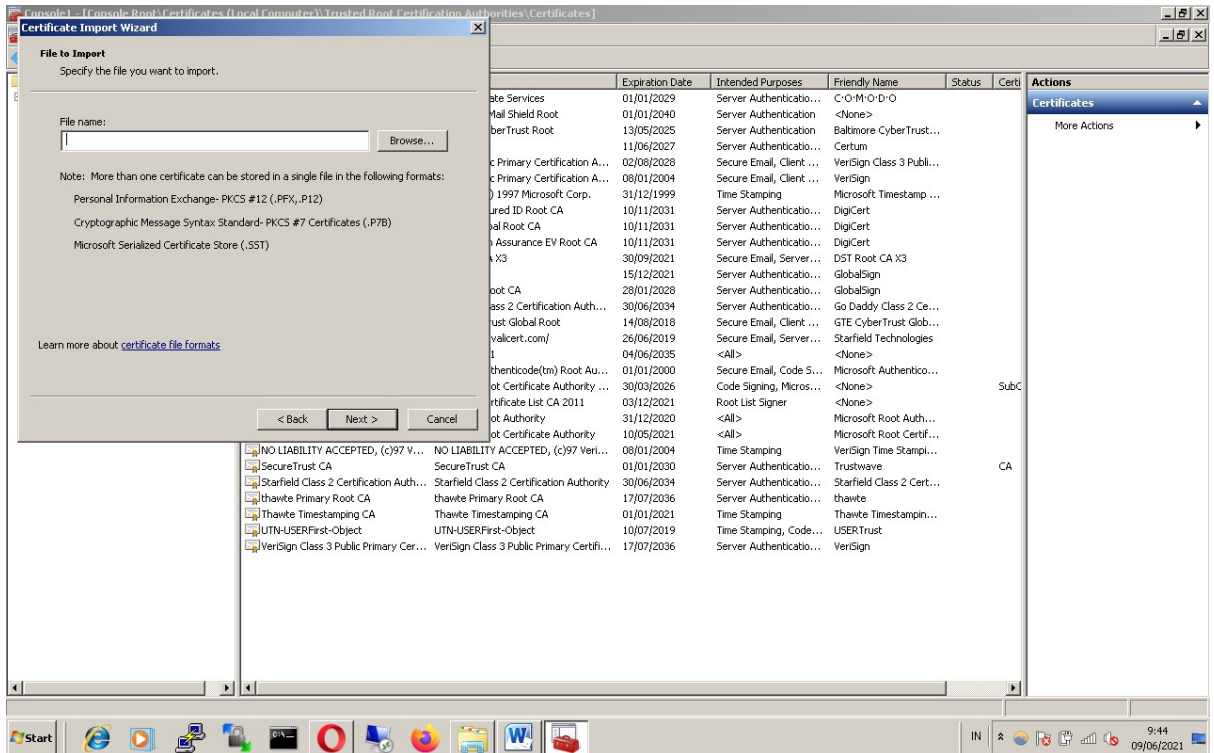 Console1 - [Console Root\Certificates (Local Computer)\Trusted Root Certification Authorities\Certificates]
Certificate Import Wizard
File to Import
Specify the file you want to import.
File name:
Browse...
Note: More than one certificate can be stored in a single file in the following formats:
Personal Information Exchange- PKCS #12 (.PFX,.P12)
Cryptographic Message Syntax Standard- PKCS #7 Certificates (.P7B)
Microsoft Serialized Certificate Store (.SST)
Learn more about certificate file formats
< Back Next > Cancel
Expiration Date Intended Purposes Friendly Name Status Certi
ate Services 01/01/2029 Server Authenticatio... C·O·M·O·D·O
Mail Shield Root 01/01/2040 Server Authentication <None>
berTrust Root 13/05/2025 Server Authentication Baltimore CyberTrust...
11/06/2027 Server Authenticatio... Certum
c Primary Certification A... 02/08/2028 Secure Email, Client ... VeriSign Class 3 Publi...
c Primary Certification A... 08/01/2004 Secure Email, Client ... VeriSign
) 1997 Microsoft Corp. 31/12/1999 Time Stamping Microsoft Timestamp ...
ured ID Root CA 10/11/2031 Server Authenticatio... DigiCert
bal Root CA 10/11/2031 Server Authenticatio... DigiCert
h Assurance EV Root CA 10/11/2031 Server Authenticatio... DigiCert
X3 30/09/2021 Secure Email, Server... DST Root CA X3
15/12/2021 Server Authenticatio... GlobalSign
oot CA 28/01/2028 Server Authenticatio... GlobalSign
ass 2 Certification Auth... 30/06/2034 Server Authenticatio... Go Daddy Class 2 Ce...
rust Global Root 14/08/2018 Secure Email, Client ... GTE CyberTrust Glob...
valicert.com/ 26/06/2019 Secure Email, Server... Starfield Technologies
1 04/06/2035 <All> <None>
thenticode(tm) Root Au... 01/01/2000 Secure Email, Code S... Microsoft Authentico...
ot Certificate Authority ... 30/03/2026 Code Signing, Micros... <None> SubC
rtificate List CA 2011 03/12/2021 Root List Signer <None>
ot Authority 31/12/2020 <All> Microsoft Root Auth...
ot Certificate Authority 10/05/2021 <All> Microsoft Root Certif...
NO LIABILITY ACCEPTED, (c)97 V... NO LIABILITY ACCEPTED, (c)97 Veri... 08/01/2004 Time Stamping VeriSign Time Stampi...
SecureTrust CA SecureTrust CA 01/01/2030 Server Authenticatio... Trustwave CA
Starfield Class 2 Certification Auth... Starfield Class 2 Certification Authority 30/06/2034 Server Authenticatio... Starfield Class 2 Cert...
thawte Primary Root CA thawte Primary Root CA 17/07/2036 Server Authenticatio... thawte
Thawte Timestamping CA Thawte Timestamping CA 01/01/2021 Time Stamping Thawte Timestampin...
UTN-USERFirst-Object UTN-USERFirst-Object 10/07/2019 Time Stamping, Code... USERTrust
VeriSign Class 3 Public Primary Cer... VeriSign Class 3 Public Primary Certifi... 17/07/2036 Server Authenticatio... VeriSign
Actions
Certificates
More Actions
Start
IN
9:44
09/06/2021